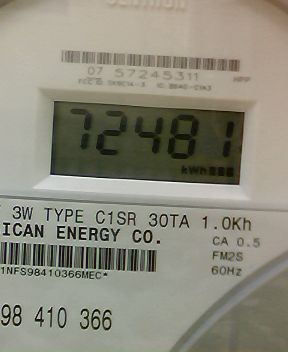 07 57245311
72481
kWh
3W TYPE C1SR 30TA 1.0Kh
ICAN ENERGY CO.
CA 0.5
FM2S
60Hz
1NFS98410366MEC*
98 410 366